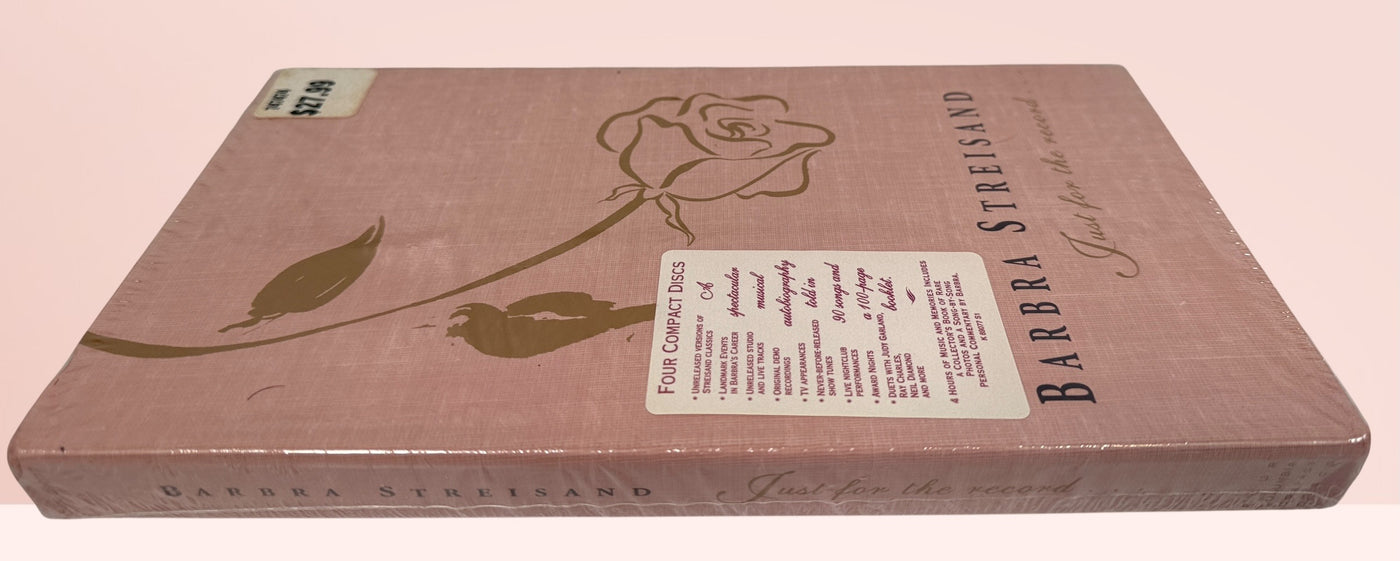 BARBRA STREISAND
Just for the record...
FOUR COMPACT DISCS
• UNRELEASED VERSIONS OF
STREISAND CLASSICS
• LANDMARK EVENTS
IN BARBRA'S CAREER
• UNRELEASED STUDIO
AND LIVE TRACKS
• ORIGINAL DEMO
RECORDINGS
• TV APPEARANCES
• NEVER-BEFORE-RELEASED
SHOW TUNES
• LIVE NIGHTCLUB
PERFORMANCES
• AWARD NIGHTS
• DUETS WITH JUDY GARLAND,
RAY CHARLES,
NEIL DIAMOND
AND MORE
A
spectacular
musical
autobiography
told in
90 songs and
a 100-page
booklet.
4 HOURS OF MUSIC AND MEMORIES INCLUDES
A COLLECTOR'S BOOK OF RARE
PHOTOS AND A SONG-BY-SONG
PERSONAL COMMENTARY BY BARBRA.
$27.99
BARBRA STREISAND
Just for the record